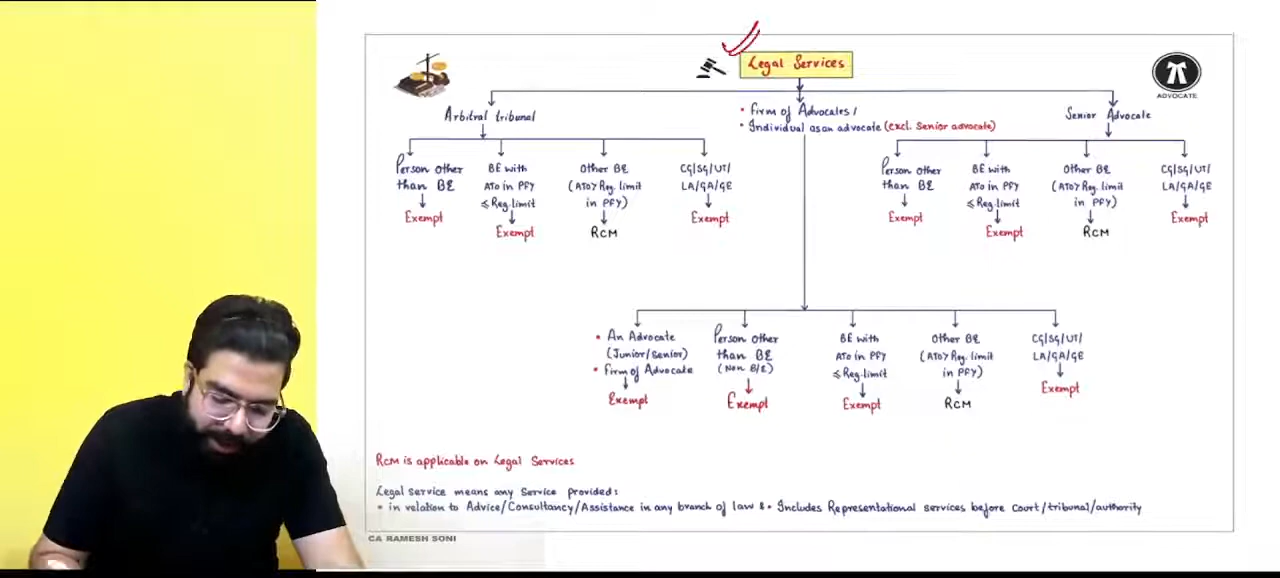 Legal Services
ADVOCATE
Arbitral tribunal
• Firm of Advocates/
• Individual as an advocate (excl. Senior advocate)
Senior Advocate
Person other
than BE
Exempt
BE with
ATO in PFY
≤ Reg. limit
Exempt
Other BE
(ATO> Reg. limit
in PFY)
RCM
CG/SG/UT/
LA/GA/GE
Exempt
Person other
than BE
Exempt
BE with
ATO in PFY
≤ Reg. limit
Exempt
Other BE
(ATO> Reg. limit
in PFY)
RCM
CG/SG/UT/
LA/GA/GE
Exempt
• An Advocate
(Junior/Senior)
• Firm of Advocate
Exempt
Person other
than BE
(Non B/E)
Exempt
BE with
ATO in PFY
≤ Reg. limit
Exempt
Other BE
(ATO> Reg. limit
in PFY)
RCM
CG/SG/UT/
LA/GA/GE
Exempt
RCM is applicable on Legal Services
Legal service means any Service provided:
• in relation to Advice/Consultancy/Assistance in any branch of law & • Includes Representational services before Court/tribunal/authority
CA RAMESH SONI